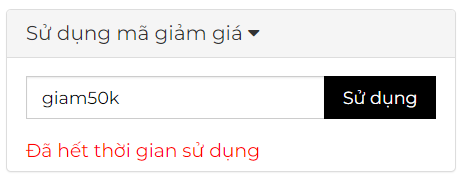 Sử dụng mã giảm giá
giam50k
Sử dụng
Đã hết thời gian sử dụng